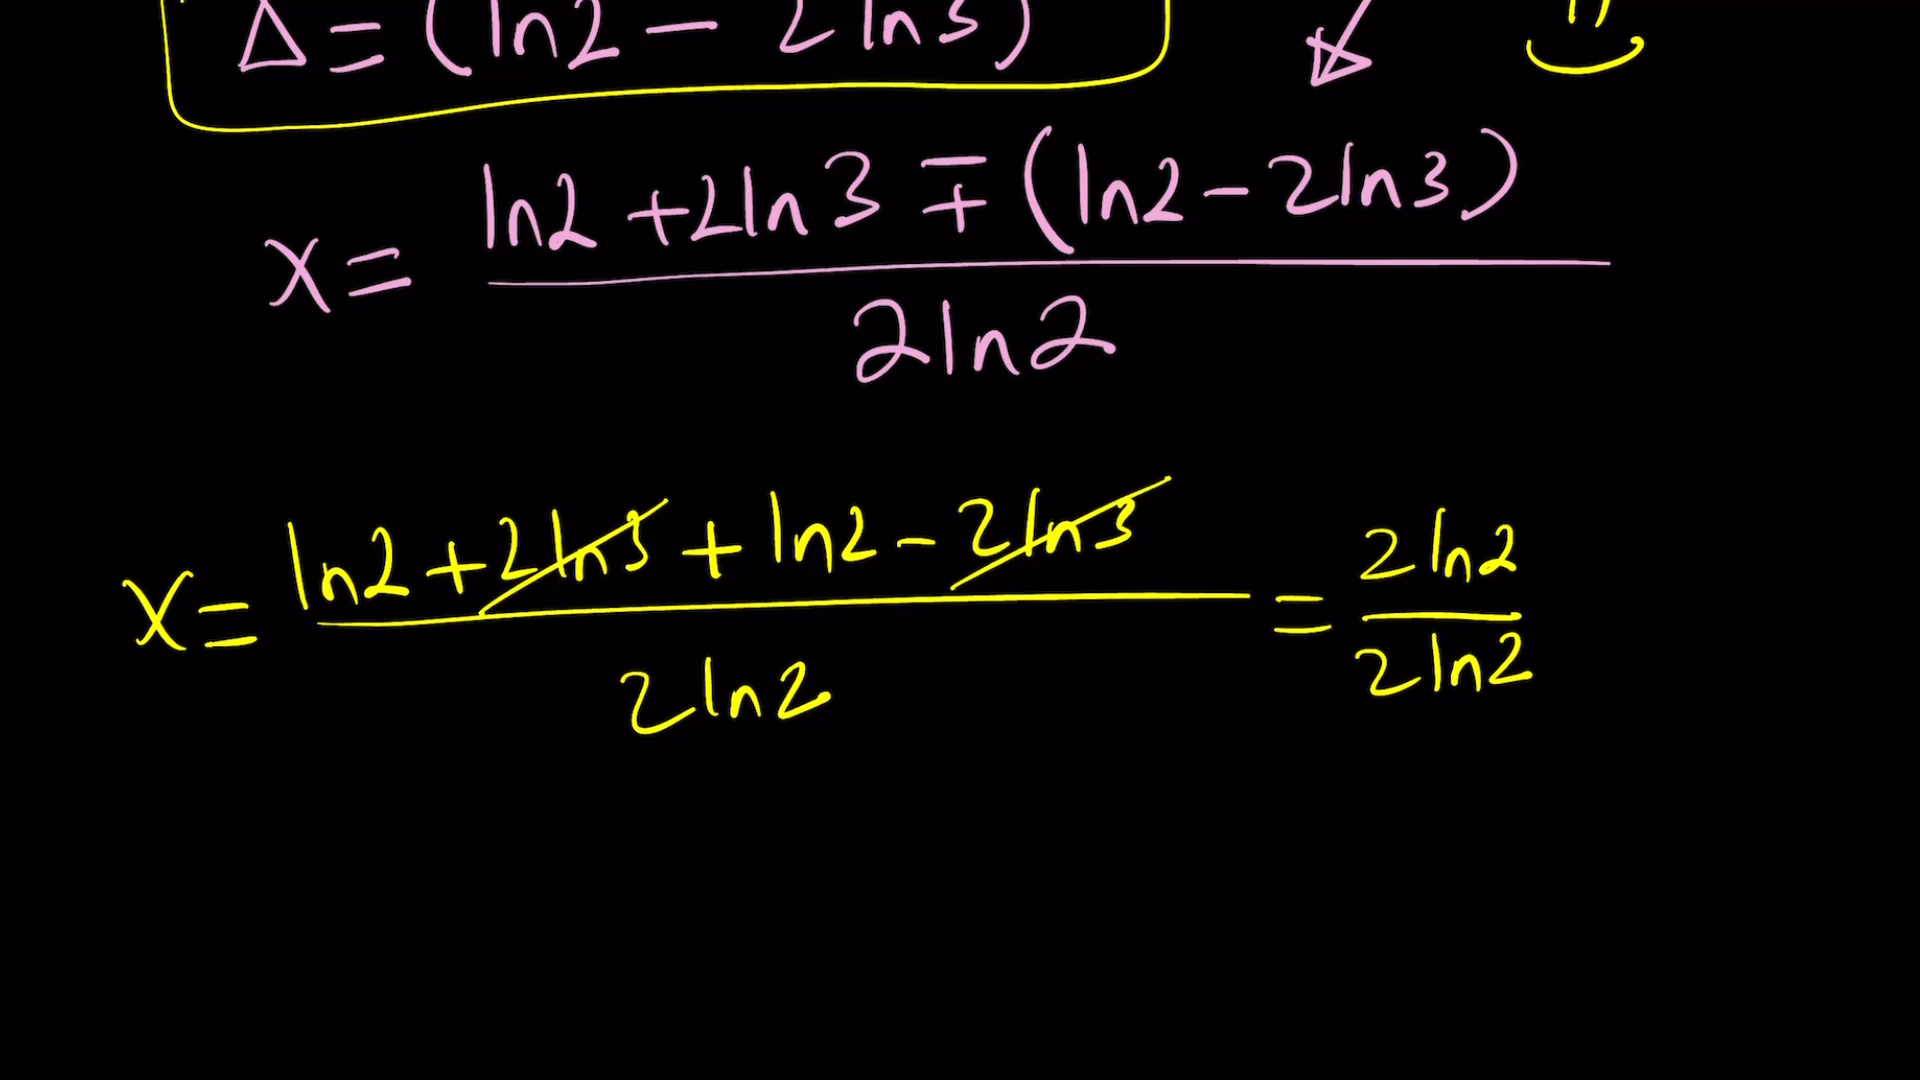 Δ = (ln2 - 2ln3)
x = (ln2 + 2ln3 ∓ (ln2 - 2ln3)) / 2ln2
x = (ln2 + 2ln3 + ln2 - 2ln3) / 2ln2 = 2ln2 / 2ln2